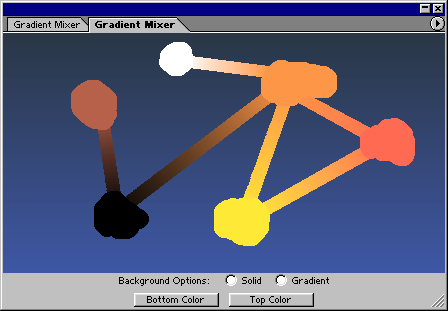 Gradient Mixer Gradient Mixer
Background Options: Solid Gradient
Bottom Color Top Color